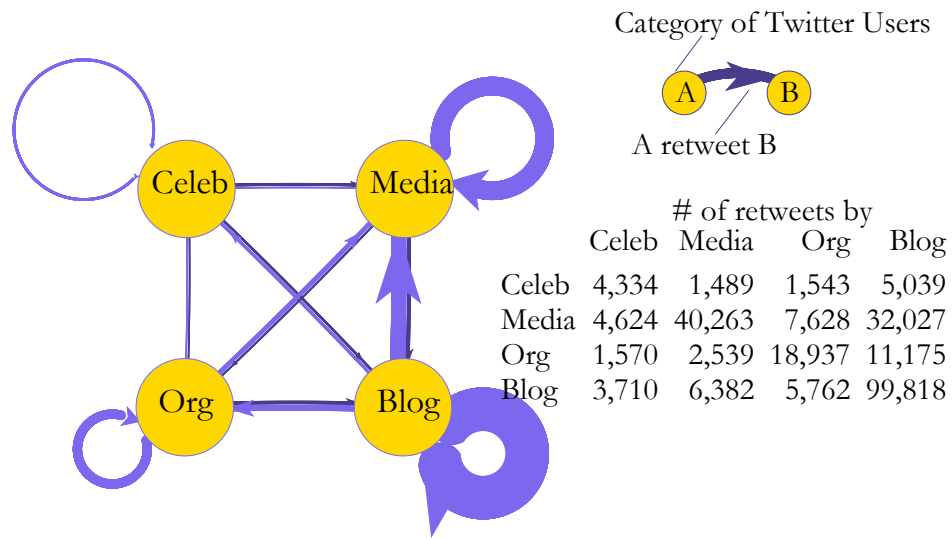 Category of Twitter Users
A B
A retweet B
Celeb Media
Org Blog
# of retweets by
Celeb Media Org Blog
Celeb 4,334 1,489 1,543 5,039
Media 4,624 40,263 7,628 32,027
Org 1,570 2,539 18,937 11,175
Blog 3,710 6,382 5,762 99,818